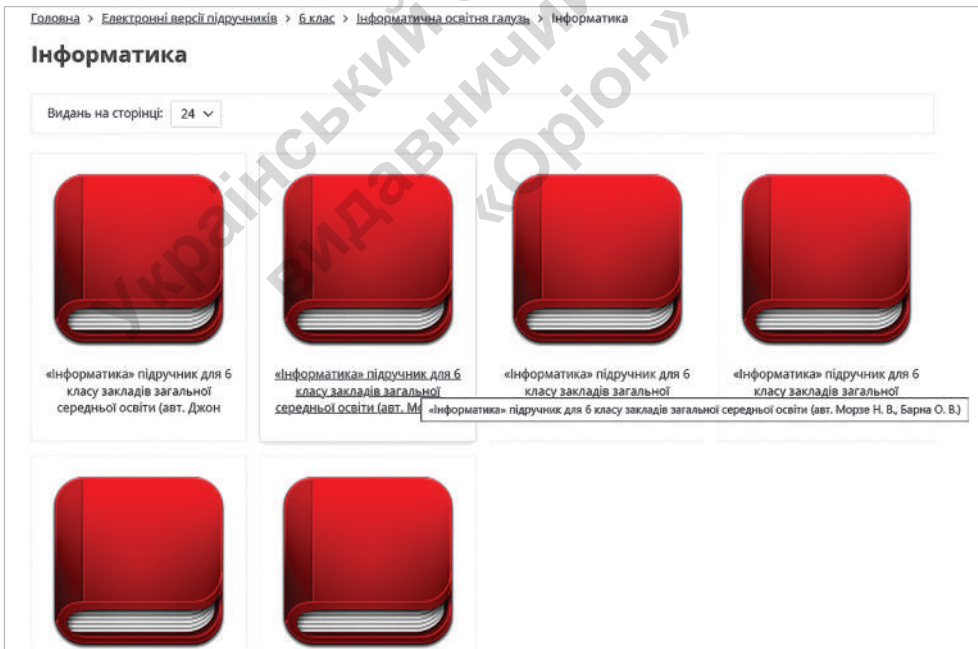 Головна > Електронні версії підручників > 6 клас > Інформатична освітня галузь > Інформатика
Інформатика
Видань на сторінці: 24
«Інформатика» підручник для 6
класу закладів загальної
середньої освіти (авт. Джон
«Інформатика» підручник для 6
класу закладів загальної
середньої освіти (авт. Мо
«Інформатика» підручник для 6
класу закладів загальної
«Інформатика» підручник для 6
класу закладів загальної
«Інформатика» підручник для 6 класу закладів загальної середньої освіти (авт. Морзе Н. В., Барна О. В.)
Український
видавничий
«Оріон»